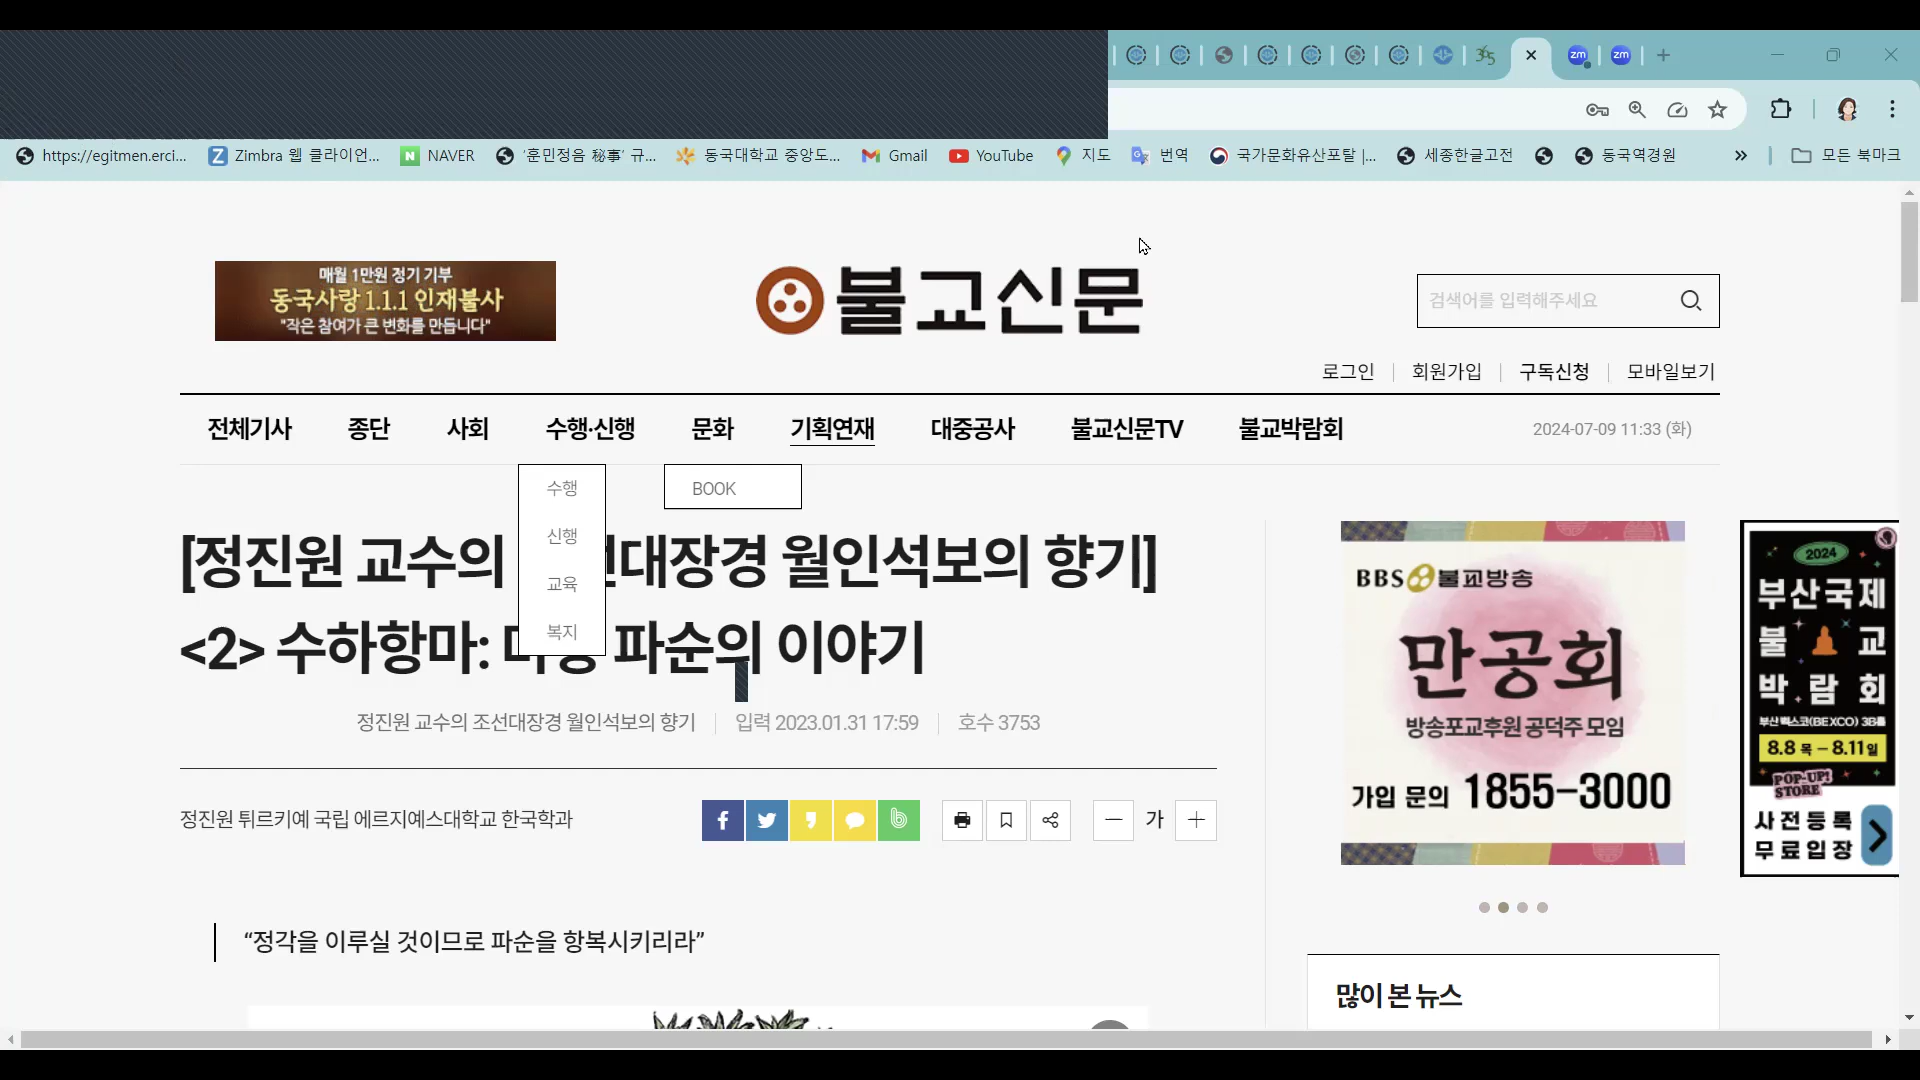 zm
zm
https://egitmen.erci...
Zimbra 웹 클라이언...
NAVER
‘훈민정음 秘事’ 규...
동국대학교 중앙도...
Gmail
YouTube
지도
번역
국가문화유산포탈 |...
세종한글고전
동국역경원
모든 북마크
매월 1만원 정기 기부
동국사랑 1.1.1 인재불사
"작은 참여가 큰 변화를 만듭니다"
불교신문
검색어를 입력해주세요
로그인
회원가입
구독신청
모바일보기
전체기사
종단
사회
수행·신행
문화
기획연재
대중공사
불교신문TV
불교박람회
2024-07-09 11:33 (화)
수행
신행
교육
복지
BOOK
[정진원 교수의 대장경 월인석보의 향기]
<2> 수하항마: 파순의 이야기
정진원 교수의 조선대장경 월인석보의 향기
입력 2023.01.31 17:59
호수 3753
정진원 튀르키예 국립 에르지예스대학교 한국학과
가
“정각을 이루실 것이므로 파순을 항복시키리라”
BBS 불교방송
만공회
방송포교후원 공덕주 모임
가입 문의 1855-3000
2024
부산국제
불교
박람회
부산 벡스코(BEXCO) 3B홀
8.8 목 – 8.11일
POP-UP!
STORE
사전등록
무료입장
많이 본 뉴스